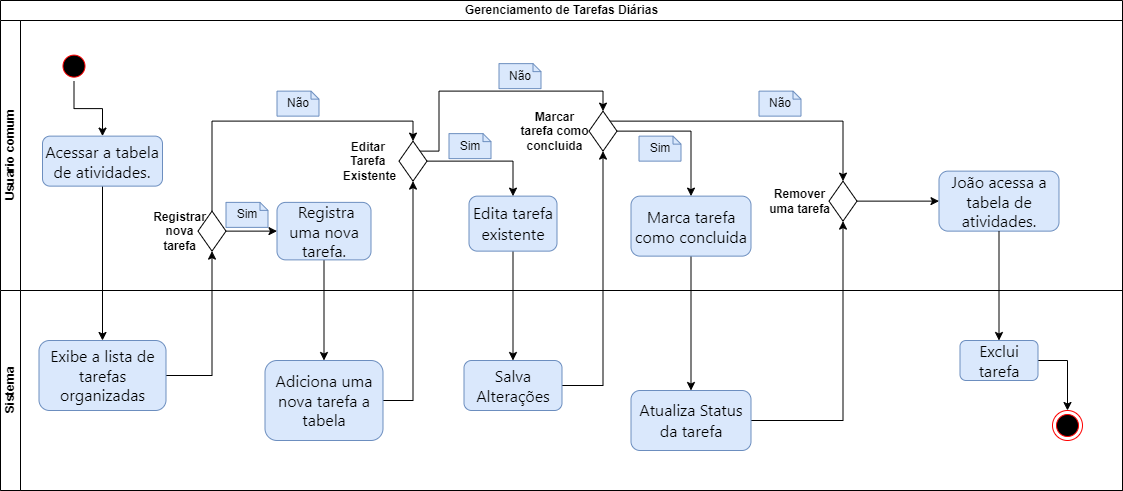 Gerenciamento de Tarefas Diárias
Usuario comum
Acessar a tabela
de atividades.
Registrar
nova
tarefa
Não
Sim
Registra
uma nova
tarefa.
Editar
Tarefa
Existente
Não
Sim
Edita tarefa
existente
Marcar
tarefa como
concluida
Não
Sim
Marca tarefa
como concluida
Remover
uma tarefa
João acessa a
tabela de
atividades.
Sistema
Exibe a lista de
tarefas
organizadas
Adiciona uma
nova tarefa a
tabela
Salva
Alterações
Atualiza Status
da tarefa
Exclui
tarefa